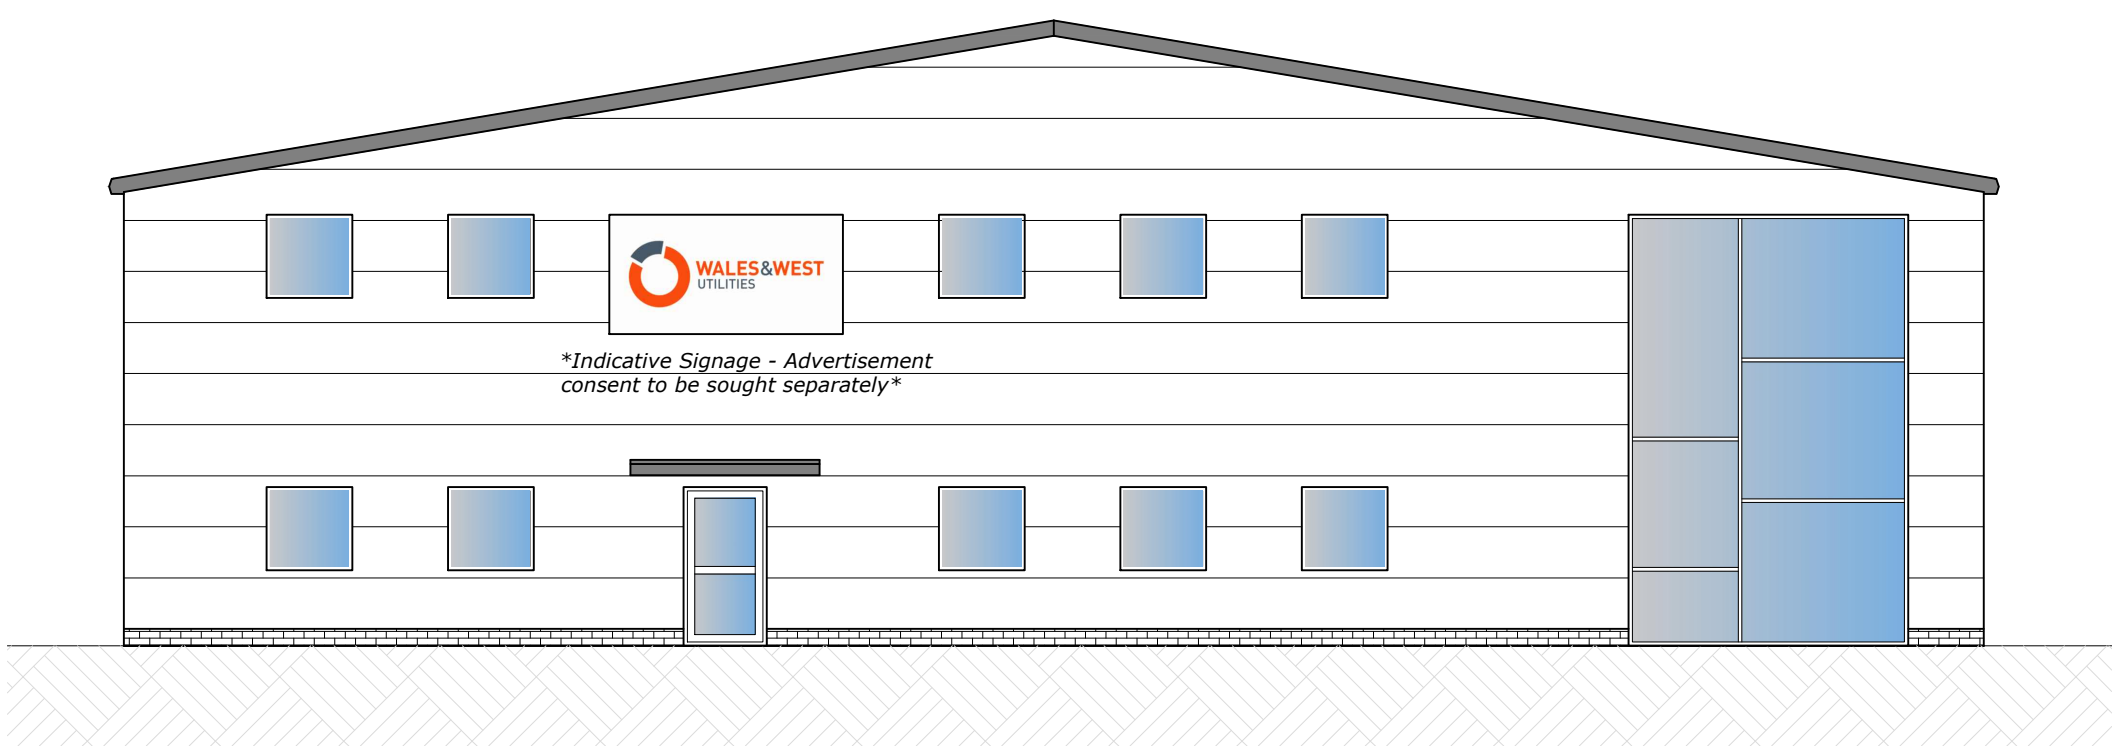 WALES&WEST
UTILITIES
*Indicative Signage - Advertisement
consent to be sought separately*